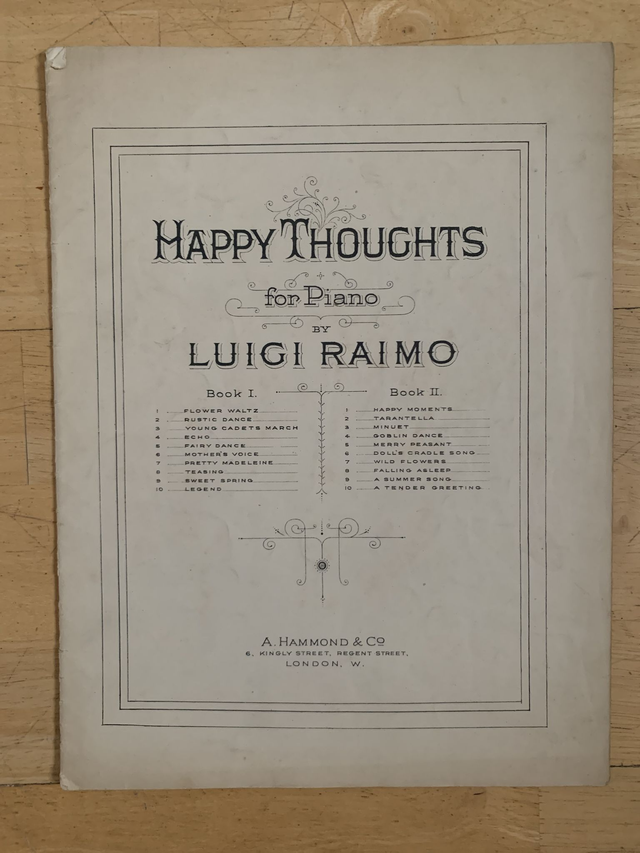 HAPPY THOUGHTS
for Piano
BY
LUIGI RAIMO
Book I.
1 FLOWER WALTZ
2 RUSTIC DANCE
3 YOUNG CADETS MARCH
4 ECHO
5 FAIRY DANCE
6 MOTHER'S VOICE
7 PRETTY MADELEINE
8 TEASING
9 SWEET SPRING
10 LEGEND
Book II.
1 HAPPY MOMENTS
2 TARANTELLA
3 MINUET
4 GOBLIN DANCE
5 MERRY PEASANT
6 DOLL'S CRADLE SONG
7 WILD FLOWERS
8 FALLING ASLEEP
9 A SUMMER SONG
10 A TENDER GREETING
A. HAMMOND & CO
6, KINGLY STREET, REGENT STREET,
LONDON, W.